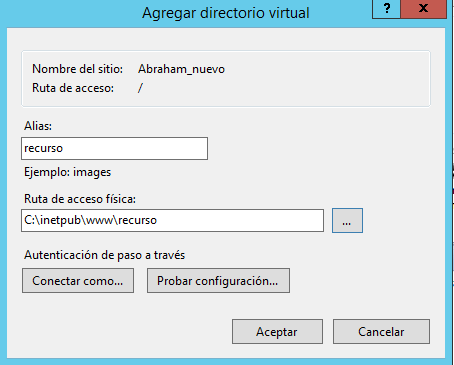 Agregar directorio virtual
?
x
Nombre del sitio: Abraham_nuevo
Ruta de acceso: /
Alias:
recurso
Ejemplo: images
Ruta de acceso física:
C:\inetpub\www\recurso
...
Autenticación de paso a través
Conectar como... Probar configuración...
Aceptar Cancelar